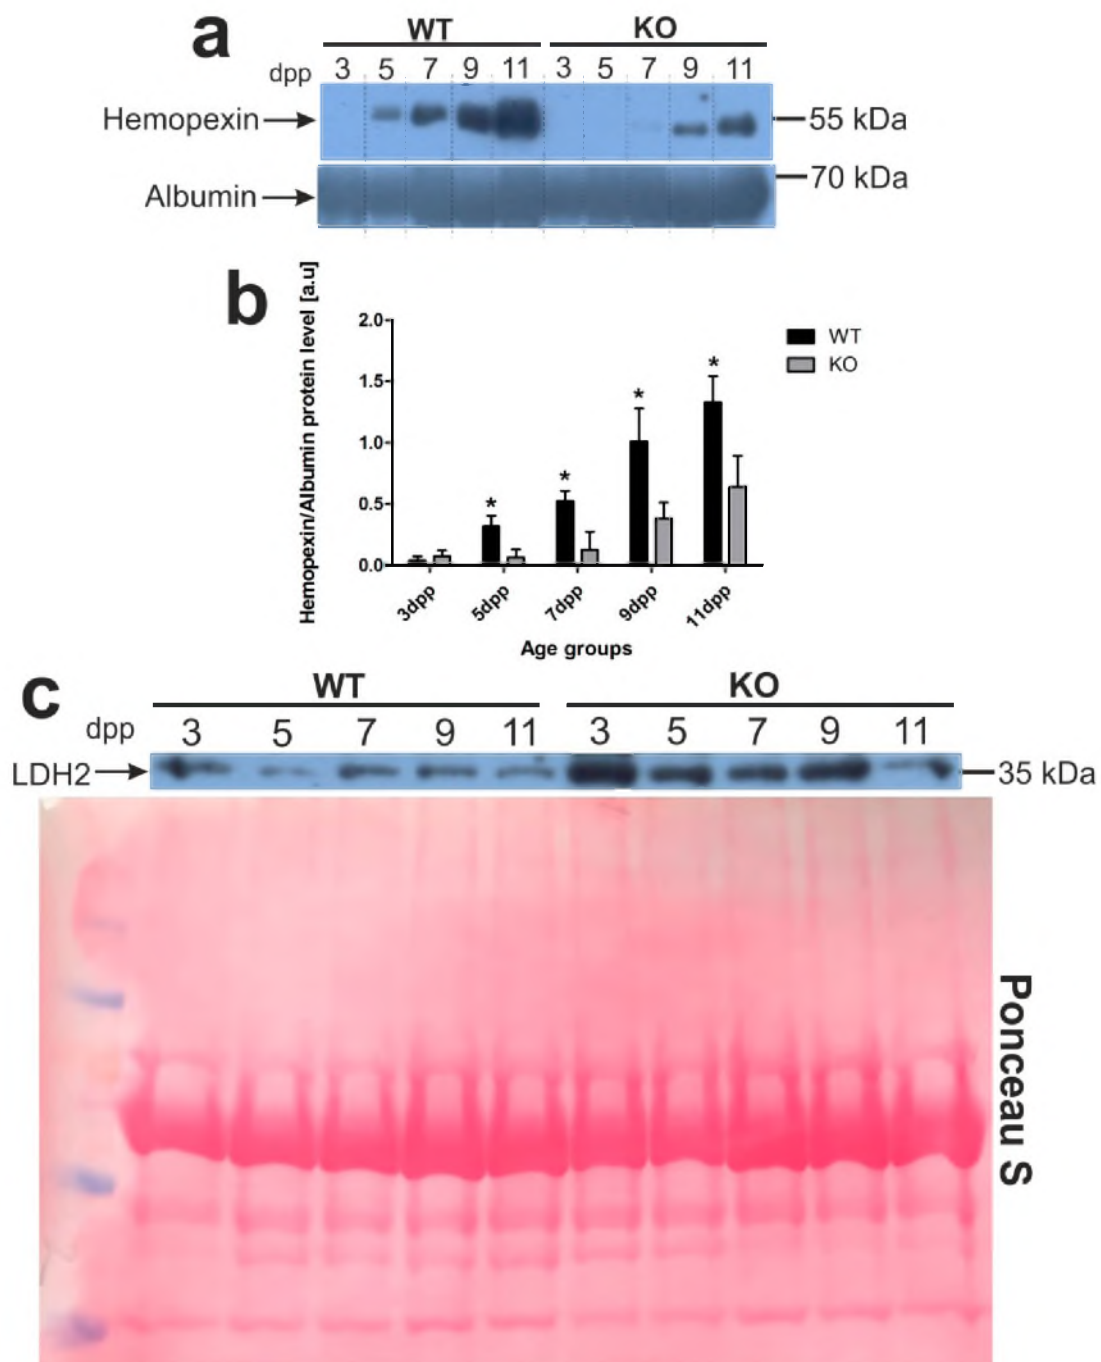 a
WT KO
dpp 3 5 7 9 11 3 5 7 9 11
Hemopexin 55 kDa
70 kDa
Albumin
b
Hemopexin/Albumin protein level [a.u]
2.0
1.5
1.0
0.5
0.0
* * * *
WT
KO
3dpp 5dpp 7dpp 9dpp 11dpp
Age groups
c
WT KO
dpp 3 5 7 9 11 3 5 7 9 11
LDH2 35 kDa
Ponceau S